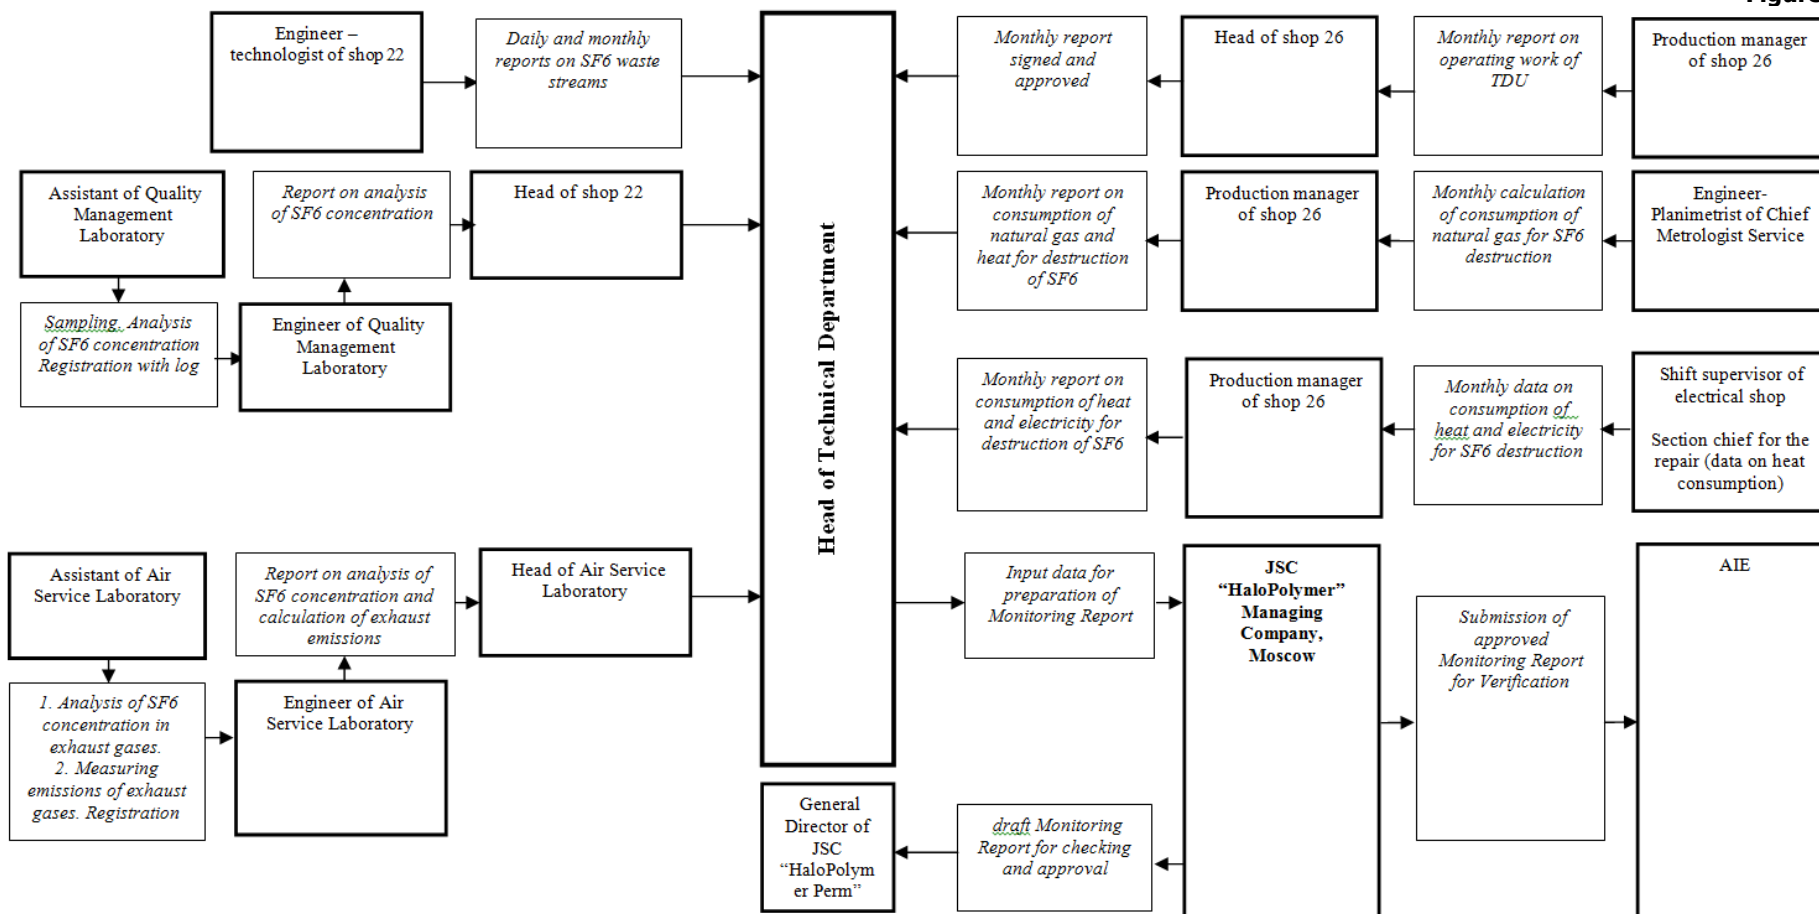 Figure
Engineer –
technologist of shop 22
Daily and monthly
reports on SF6 waste
streams
Assistant of Quality
Management
Laboratory
Report on analysis
of SF6 concentration
Head of shop 22
Sampling. Analysis
of SF6 concentration
Registration with log
Engineer of Quality
Management
Laboratory
Assistant of Air
Service Laboratory
Report on analysis of
SF6 concentration and
calculation of exhaust
emissions
Head of Air Service
Laboratory
1. Analysis of SF6
concentration in
exhaust gases.
2. Measuring
emissions of exhaust
gases. Registration
Engineer of Air
Service Laboratory
Head of Technical Department
Monthly report
signed and
approved
Head of shop 26
Monthly report on
operating work of
TDU
Production manager
of shop 26
Monthly report on
consumption of
natural gas and
heat for destruction
of SF6
Production manager
of shop 26
Monthly calculation
of consumption of
natural gas for SF6
destruction
Engineer-
Planimetrist of Chief
Metrologist Service
Monthly report on
consumption of heat
and electricity for
destruction of SF6
Production manager
of shop 26
Monthly data on
consumption of
heat and electricity
for SF6 destruction
Shift supervisor of
electrical shop
Section chief for the
repair (data on heat
consumption)
Input data for
preparation of
Monitoring Report
JSC
“HaloPolymer”
Managing
Company,
Moscow
Submission of
approved
Monitoring Report
for Verification
AIE
General
Director of
JSC
“HaloPolym
er Perm”
draft Monitoring
Report for checking
and approval